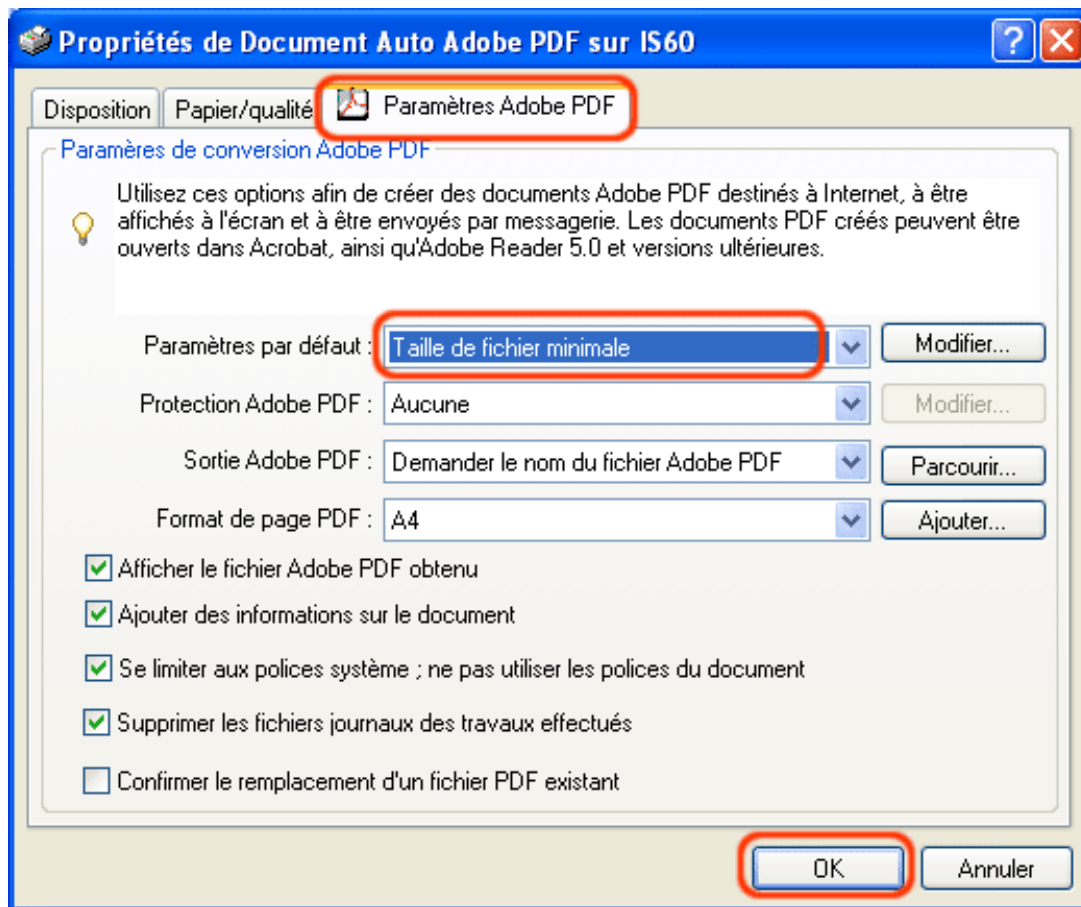 Propriétés de Document Auto Adobe PDF sur IS60
Disposition Papier/qualité Paramètres Adobe PDF
Paramères de conversion Adobe PDF
Utilisez ces options afin de créer des documents Adobe PDF destinés à Internet, à être
affichés à l'écran et à être envoyés par messagerie. Les documents PDF créés peuvent être
ouverts dans Acrobat, ainsi qu'Adobe Reader 5.0 et versions ultérieures.
Paramètres par défaut : Taille de fichier minimale Modifier...
Protection Adobe PDF : Aucune Modifier...
Sortie Adobe PDF : Demander le nom du fichier Adobe PDF Parcourir...
Format de page PDF : A4 Ajouter...
Afficher le fichier Adobe PDF obtenu
Ajouter des informations sur le document
Se limiter aux polices système ; ne pas utiliser les polices du document
Supprimer les fichiers journaux des travaux effectués
Confirmer le remplacement d'un fichier PDF existant
OK Annuler